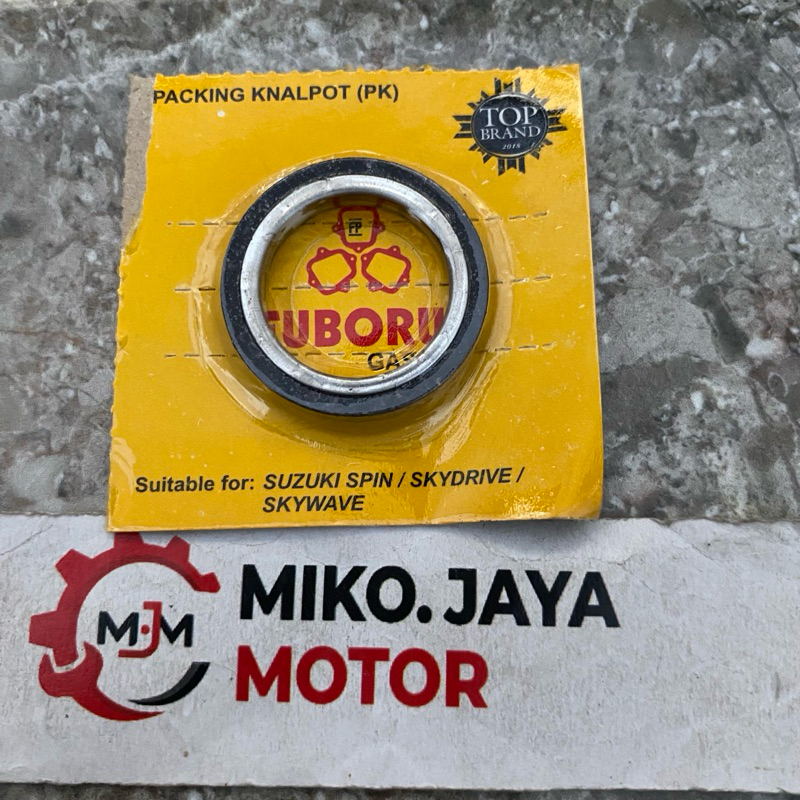 PACKING KNALPOT (PK)
TOP
BRAND
2018
FP
TUBORU
GAS
Suitable for: SUZUKI SPIN / SKYDRIVE /
SKYWAVE
MJM
MIKO.JAYA
MOTOR